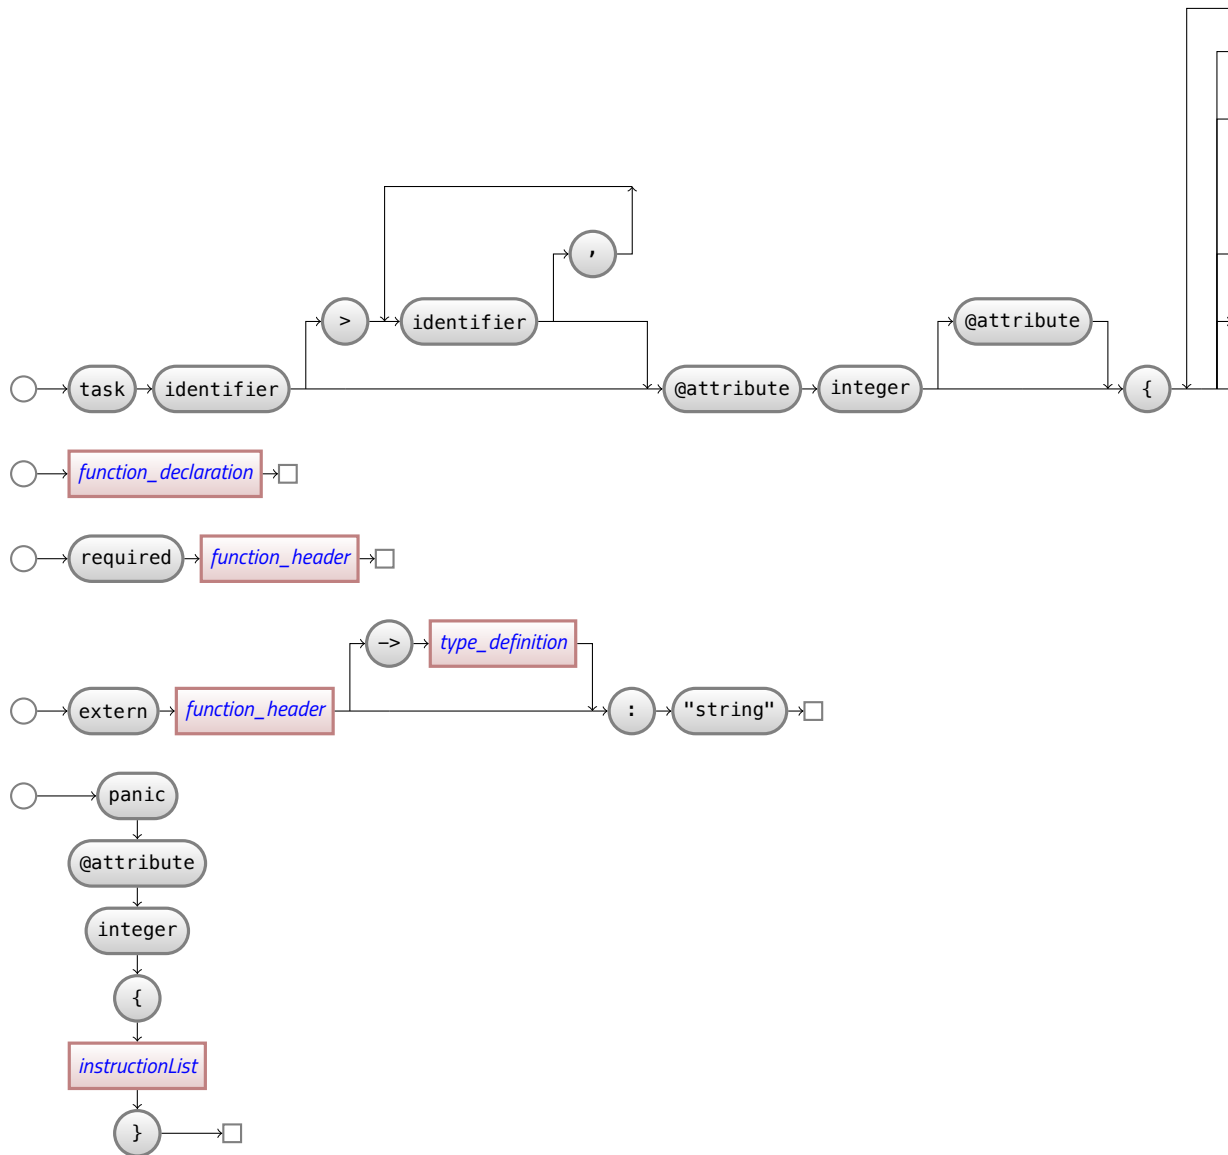 ,
> identifier @attribute
task identifier @attribute integer {
function_declaration
required function_header
-> type_definition
extern function_header : "string"
panic
@attribute
integer
{
instructionList
}